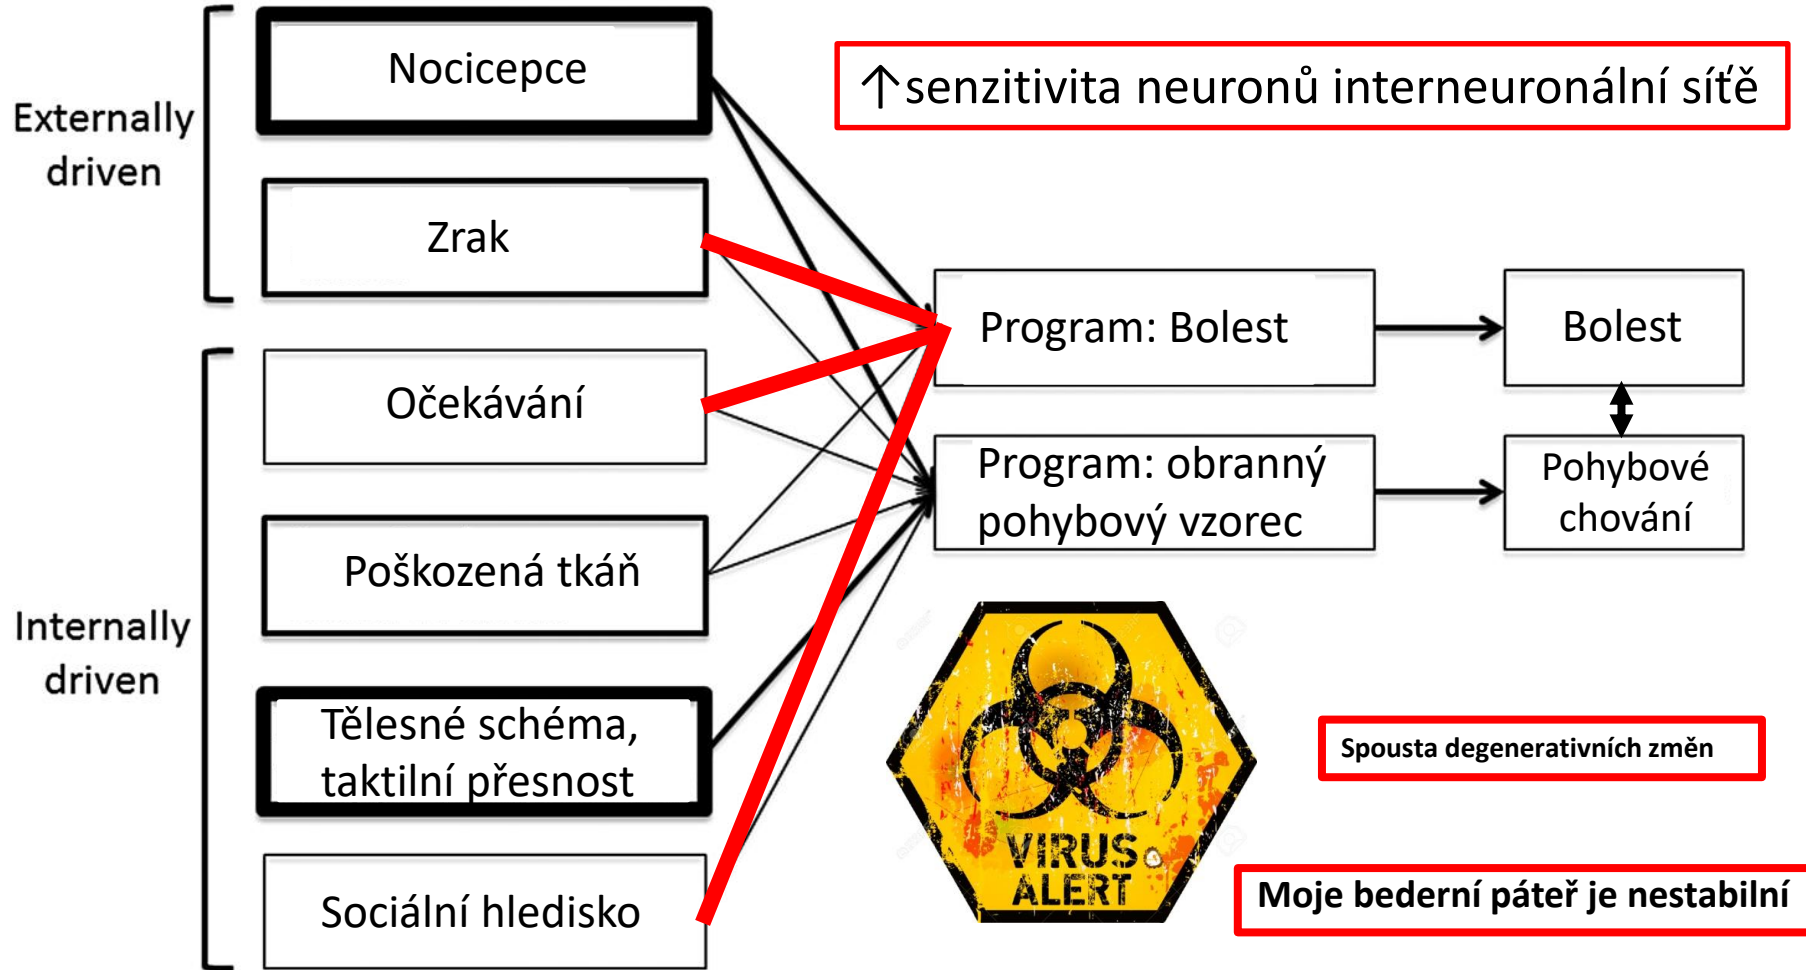 Externally
driven
Nocicepce
Zrak
Internally
driven
Očekávání
Poškozená tkáň
Tělesné schéma,
taktilní přesnost
Sociální hledisko
↑senzitivita neuronů interneuronální síťě
Program: Bolest
Bolest
Program: obranný
pohybový vzorec
Pohybové
chování
VIRUS
ALERT
Spousta degenerativních změn
Moje bederní páteř je nestabilní